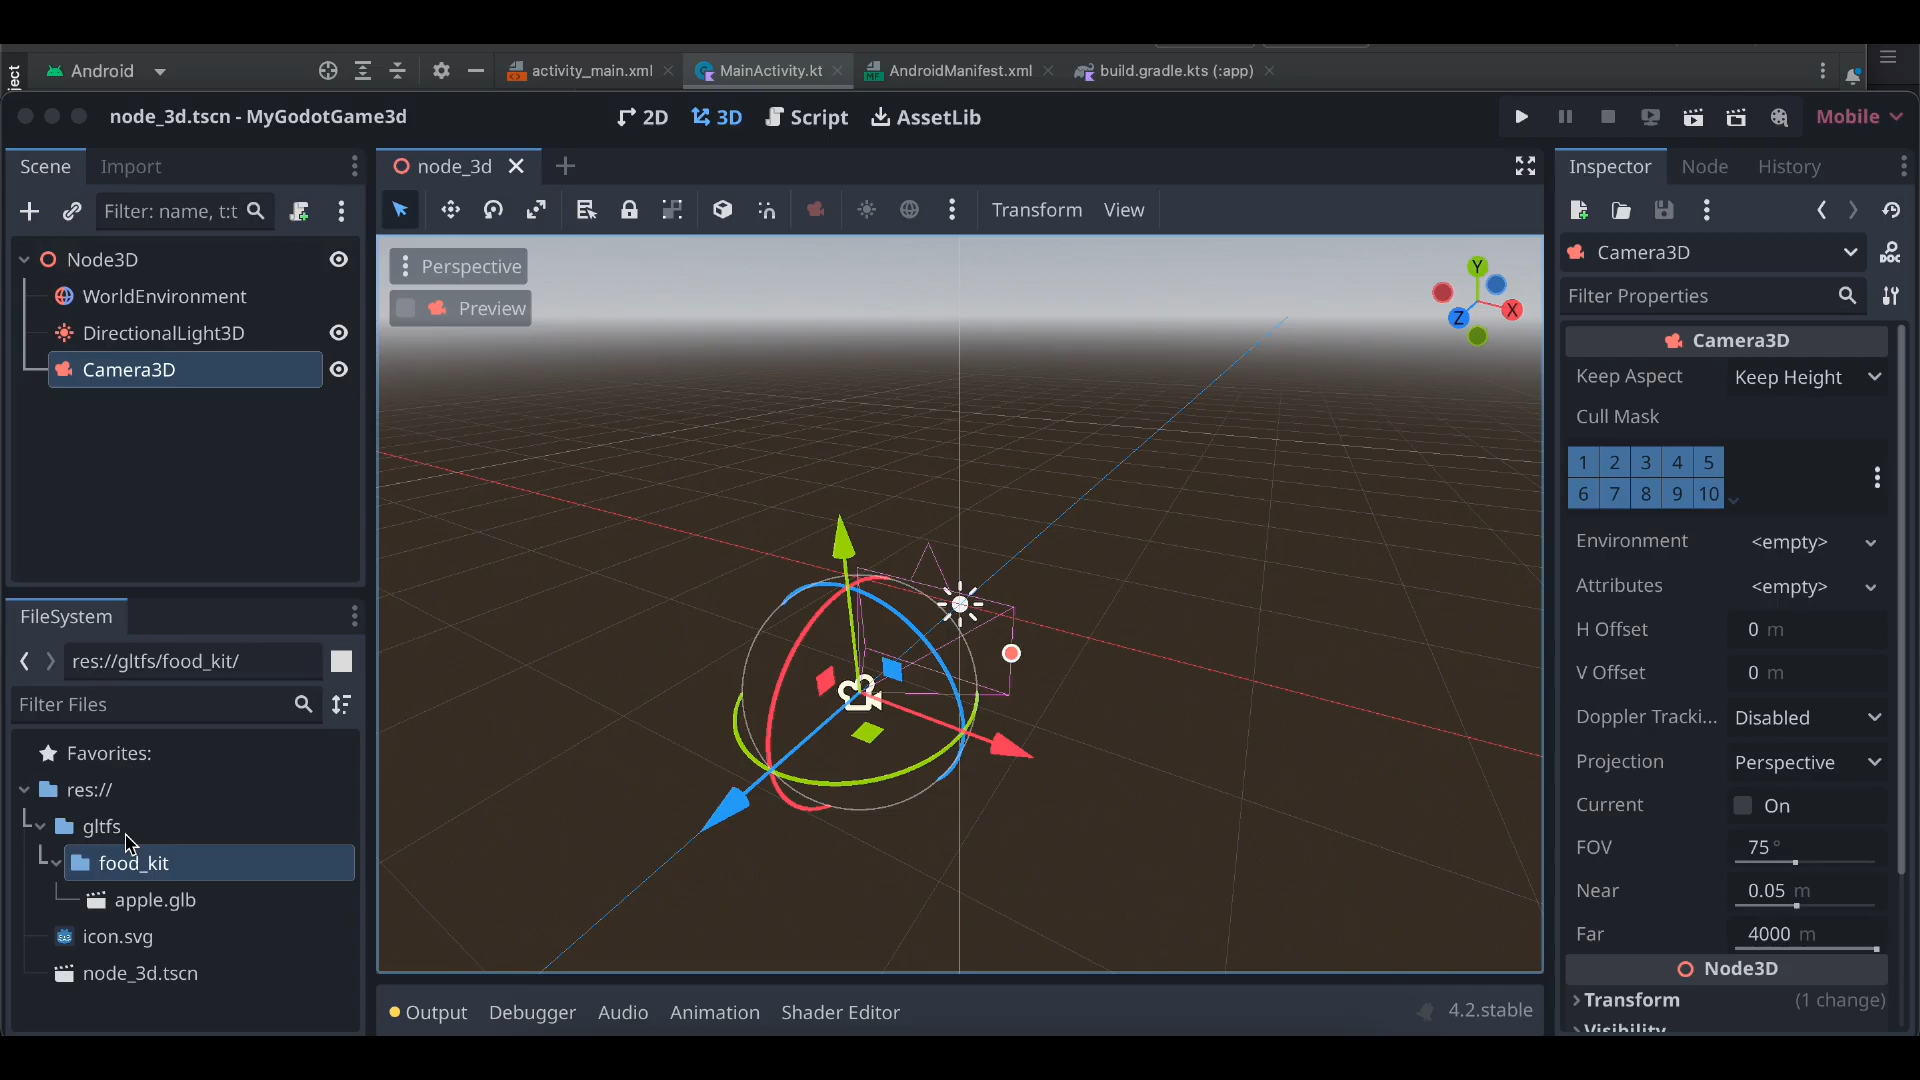 ject
Android
activity_main.xml
MainActivity.kt
AndroidManifest.xml
build.gradle.kts (:app)
node_3d.tscn - MyGodotGame3d
2D
3D
Script
AssetLib
Mobile
Scene
Import
node_3d
Inspector
Node
History
Filter: name, t:t
Transform
View
Node3D
WorldEnvironment
DirectionalLight3D
Camera3D
Perspective
Preview
Y
X
Z
Camera3D
Filter Properties
Camera3D
Keep Aspect
Keep Height
Cull Mask
1 2 3 4 5
6 7 8 9 10
Environment
<empty>
Attributes
<empty>
H Offset
0 m
V Offset
0 m
Doppler Tracki...
Disabled
Projection
Perspective
Current
On
FOV
75 °
Near
0.05 m
Far
4000 m
Node3D
Transform
(1 change)
Visibility
FileSystem
res://gltfs/food_kit/
Filter Files
Favorites:
res://
gltfs
food_kit
apple.glb
icon.svg
node_3d.tscn
Output
Debugger
Audio
Animation
Shader Editor
4.2.stable